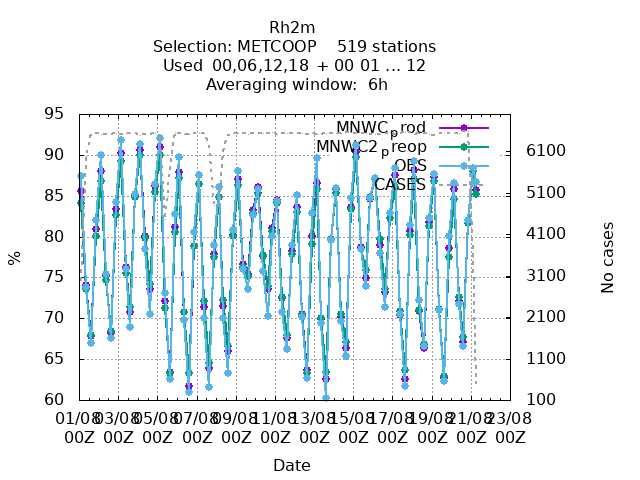 Rh2m
Selection: METCOOP 519 stations
Used 00,06,12,18 + 00 01 ... 12
Averaging window: 6h
95
90
85
80
75
70
65
60
%
6100
5100
4100
3100
2100
1100
100
No cases
MNWC_prod
MNWC2_preop
OBS
CASES
01/08 03/08 05/08 07/08 09/08 11/08 13/08 15/08 17/08 19/08 21/08 23/08
00Z 00Z 00Z 00Z 00Z 00Z 00Z 00Z 00Z 00Z 00Z 00Z
Date